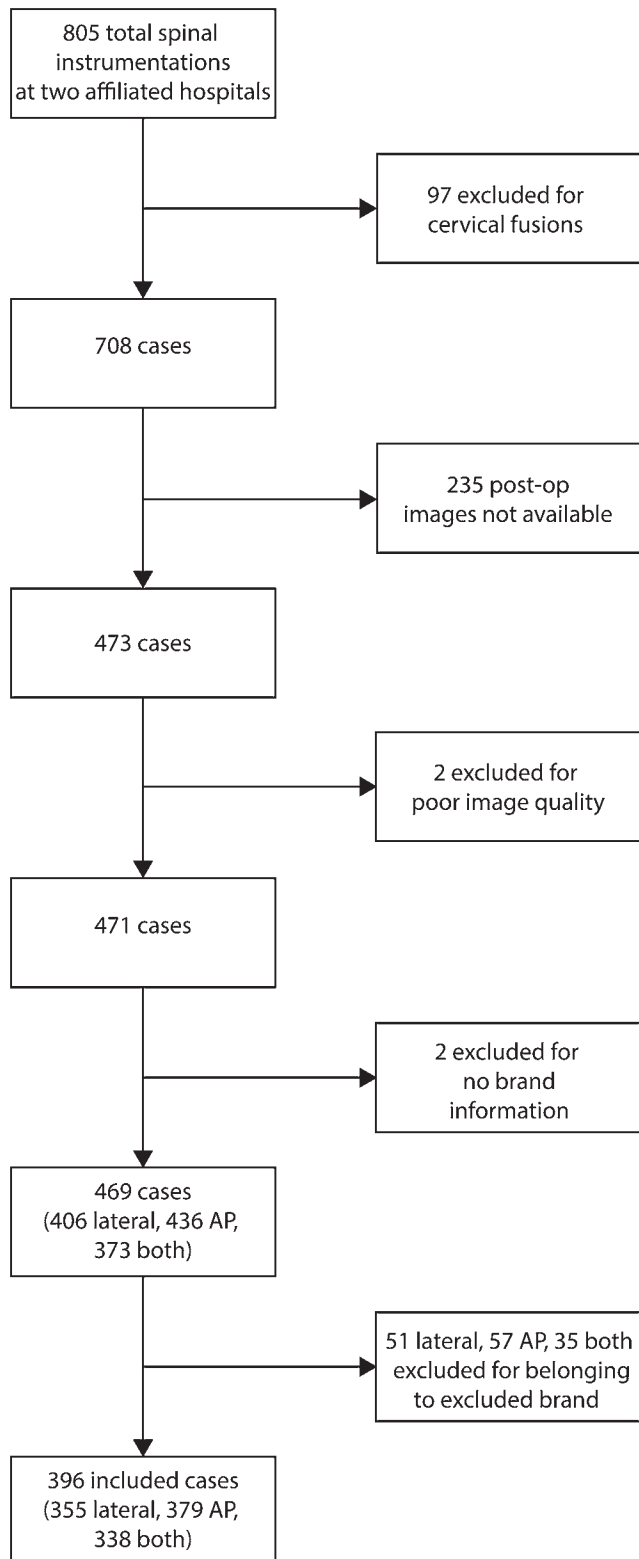 805 total spinal
instrumentations
at two affiliated hospitals
97 excluded for
cervical fusions
708 cases
235 post-op
images not available
473 cases
2 excluded for
poor image quality
471 cases
2 excluded for
no brand
information
469 cases
(406 lateral, 436 AP,
373 both)
51 lateral, 57 AP, 35 both
excluded for belonging
to excluded brand
396 included cases
(355 lateral, 379 AP,
338 both)